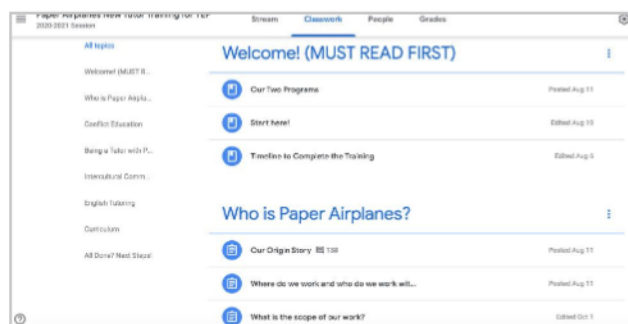 Paper Airplanes New Tutor Training for TEP
2020-2021 Session
Stream
Classwork
People
Grades
All topics
Welcome! (MUST R...
Who is Paper Airpla...
Conflict Education
Being a Tutor with P...
Intercultural Comm...
English Tutoring
Curriculum
All Done? Next Steps!
Welcome! (MUST READ FIRST)
Our Two Programs Posted Aug 11
Start here! Edited Aug
Timeline to Complete the Training Edited Aug 6
Who is Paper Airplanes?
Our Origin Story 138 Posted Aug 11
Where do we work and who do we work wit... Posted Aug 11
What is the scope of our work? Edited Oct 1